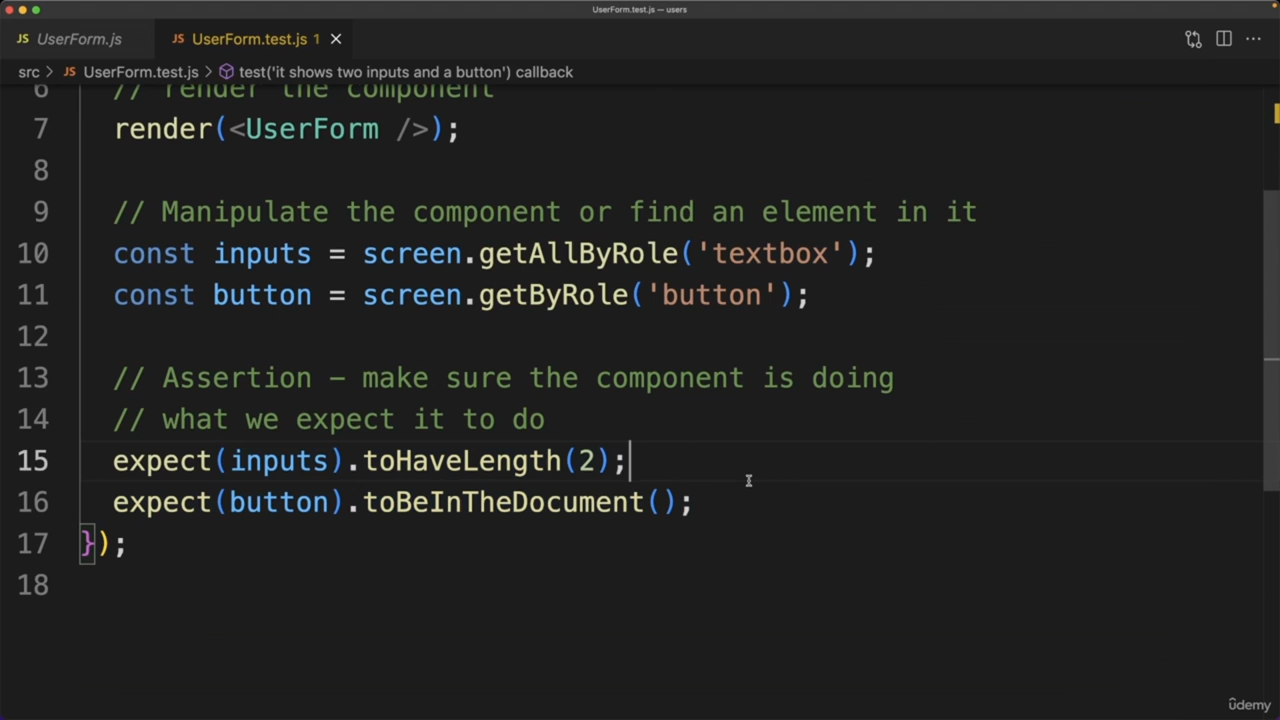 UserForm.test.js — users
JS UserForm.js JS UserForm.test.js 1 ×
src > JS UserForm.test.js > test('it shows two inputs and a button') callback
6 // render the component
7 render(<UserForm />);
8
9 // Manipulate the component or find an element in it
10 const inputs = screen.getAllByRole('textbox');
11 const button = screen.getByRole('button');
12
13 // Assertion - make sure the component is doing
14 // what we expect it to do
15 expect(inputs).toHaveLength(2);
16 expect(button).toBeInTheDocument();
17 });
18
ûdemy